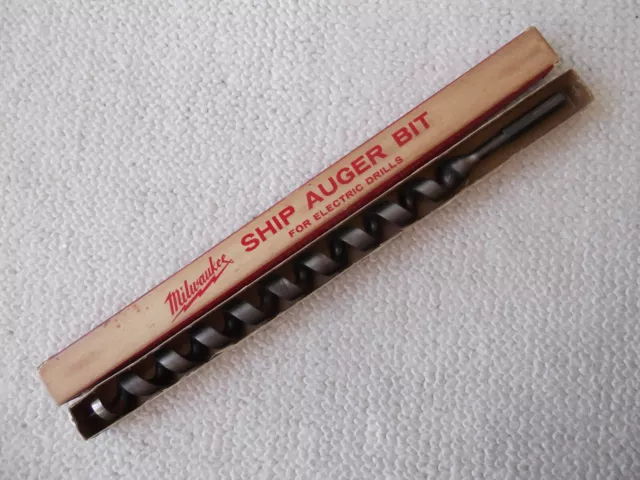 Milwaukee
SHIP AUGER BIT
FOR ELECTRIC DRILLS